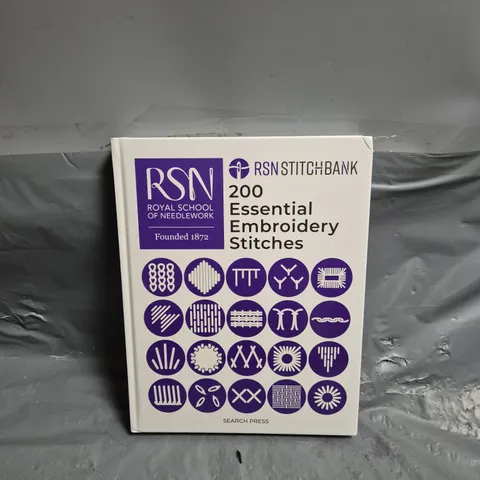 RSN
ROYAL SCHOOL
OF NEEDLEWORK
Founded 1872
RSN STITCHBANK
200
Essential
Embroidery
Stitches
SEARCH PRESS